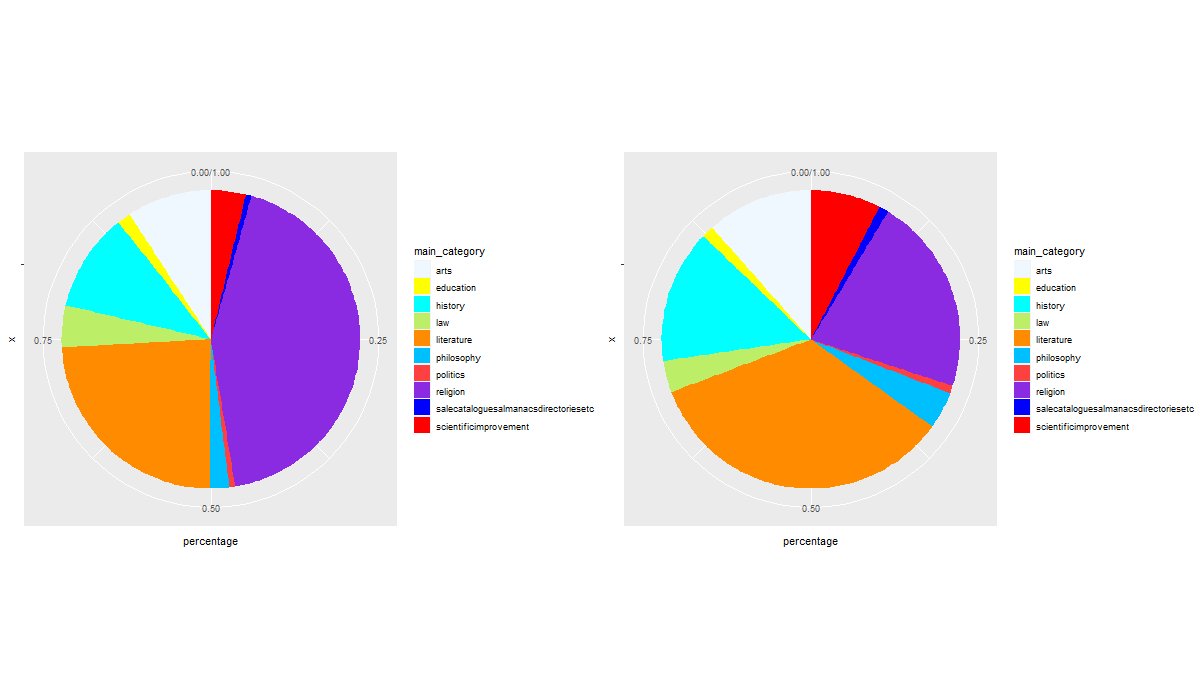 0.00/1.00
0.25
0.50
0.75
x
percentage
main_category
arts
education
history
law
literature
philosophy
politics
religion
salecataloguesalmanacsdirectoriesetc
scientificimprovement
0.00/1.00
0.25
0.50
0.75
x
percentage
main_category
arts
education
history
law
literature
philosophy
politics
religion
salecataloguesalmanacsdirectoriesetc
scientificimprovement